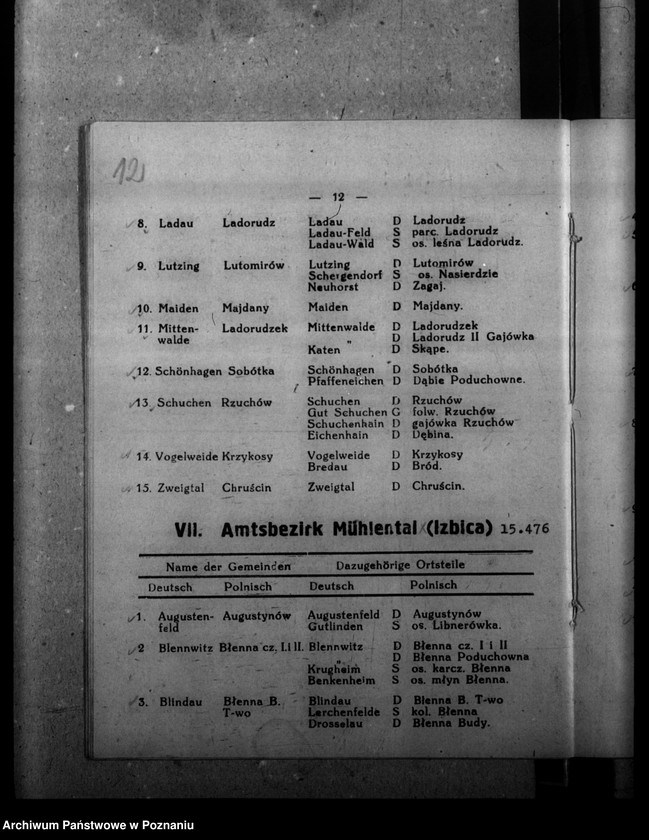 12
— 12 —
8. Ladau Ladorudz Ladau D Ladorudz
Ladau-Feld S parc. Ladorudz
Ladau-Wald S os. leśna Ladorudz.
9. Lutzing Lutomirów Lutzing D Lutomirów
Schergendorf S os. Nasierdzie
Neuhorst D Zagaj.
10. Maiden Majdany Maiden D Majdany.
11. Mitten- Ladorudzek Mittenwalde D Ladorudzek
walde " D Ladorudz II Gajówka
Katen D Skąpe.
12. Schönhagen Sobótka Schönhagen D Sobótka
Pfaffeneichen D Dąbie Poduchowne.
13. Schuchen Rzuchów Schuchen D Rzuchów
Gut Schuchen G folw. Rzuchów
Schuchenhain D gajówka Rzuchów
Eichenhain D Dębina.
14. Vogelweide Krzykosy Vogelweide D Krzykosy
Bredau D Bród.
15. Zweigtal Chruścin Zweigtal D Chruścin.
VII. Amtsbezirk Mühlental (Izbica) 15.476
Name der Gemeinden Dazugehörige Ortsteile
Deutsch Polnisch Deutsch Polnisch
1. Augusten- Augustynów Augustenfeld D Augustynów
feld Gutlinden S os. Libnerówka.
2 Blennwitz Błenna cz. I.i II. Blennwitz D Błenna cz. I i II
" D Błenna Poduchowna
Krugheim S os. karcz. Błenna
Benkenheim S os. młyn Błenna.
3. Blindau Błenna B. Blindau D Błenna B. T-wo
T-wo Lerchenfelde S kol. Błenna
Drosselau D Błenna Budy.
Archiwum Państwowe w Poznaniu